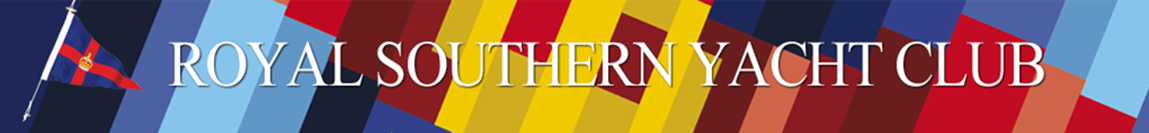 ROYAL SOUTHERN YACHT CLUB